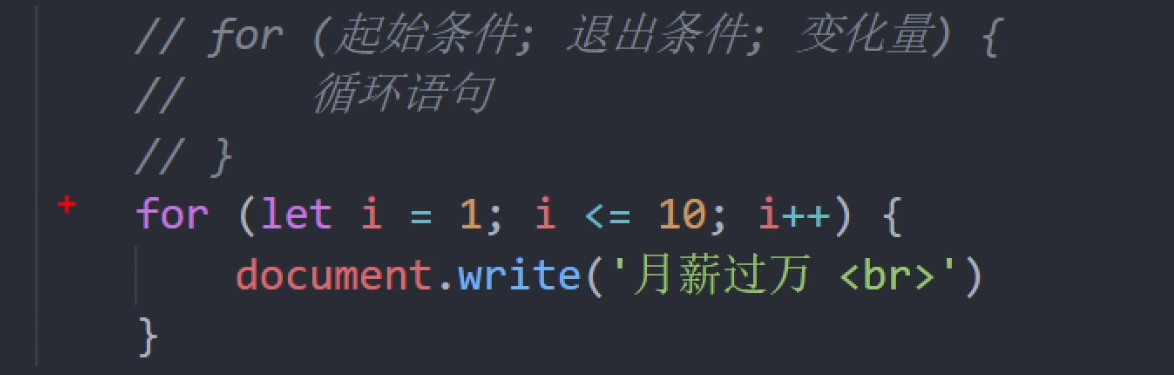 // for (起始条件; 退出条件; 变化量) {
//     循环语句
// }
for (let i = 1; i <= 10; i++) {
    document.write('月薪过万 <br>')
}